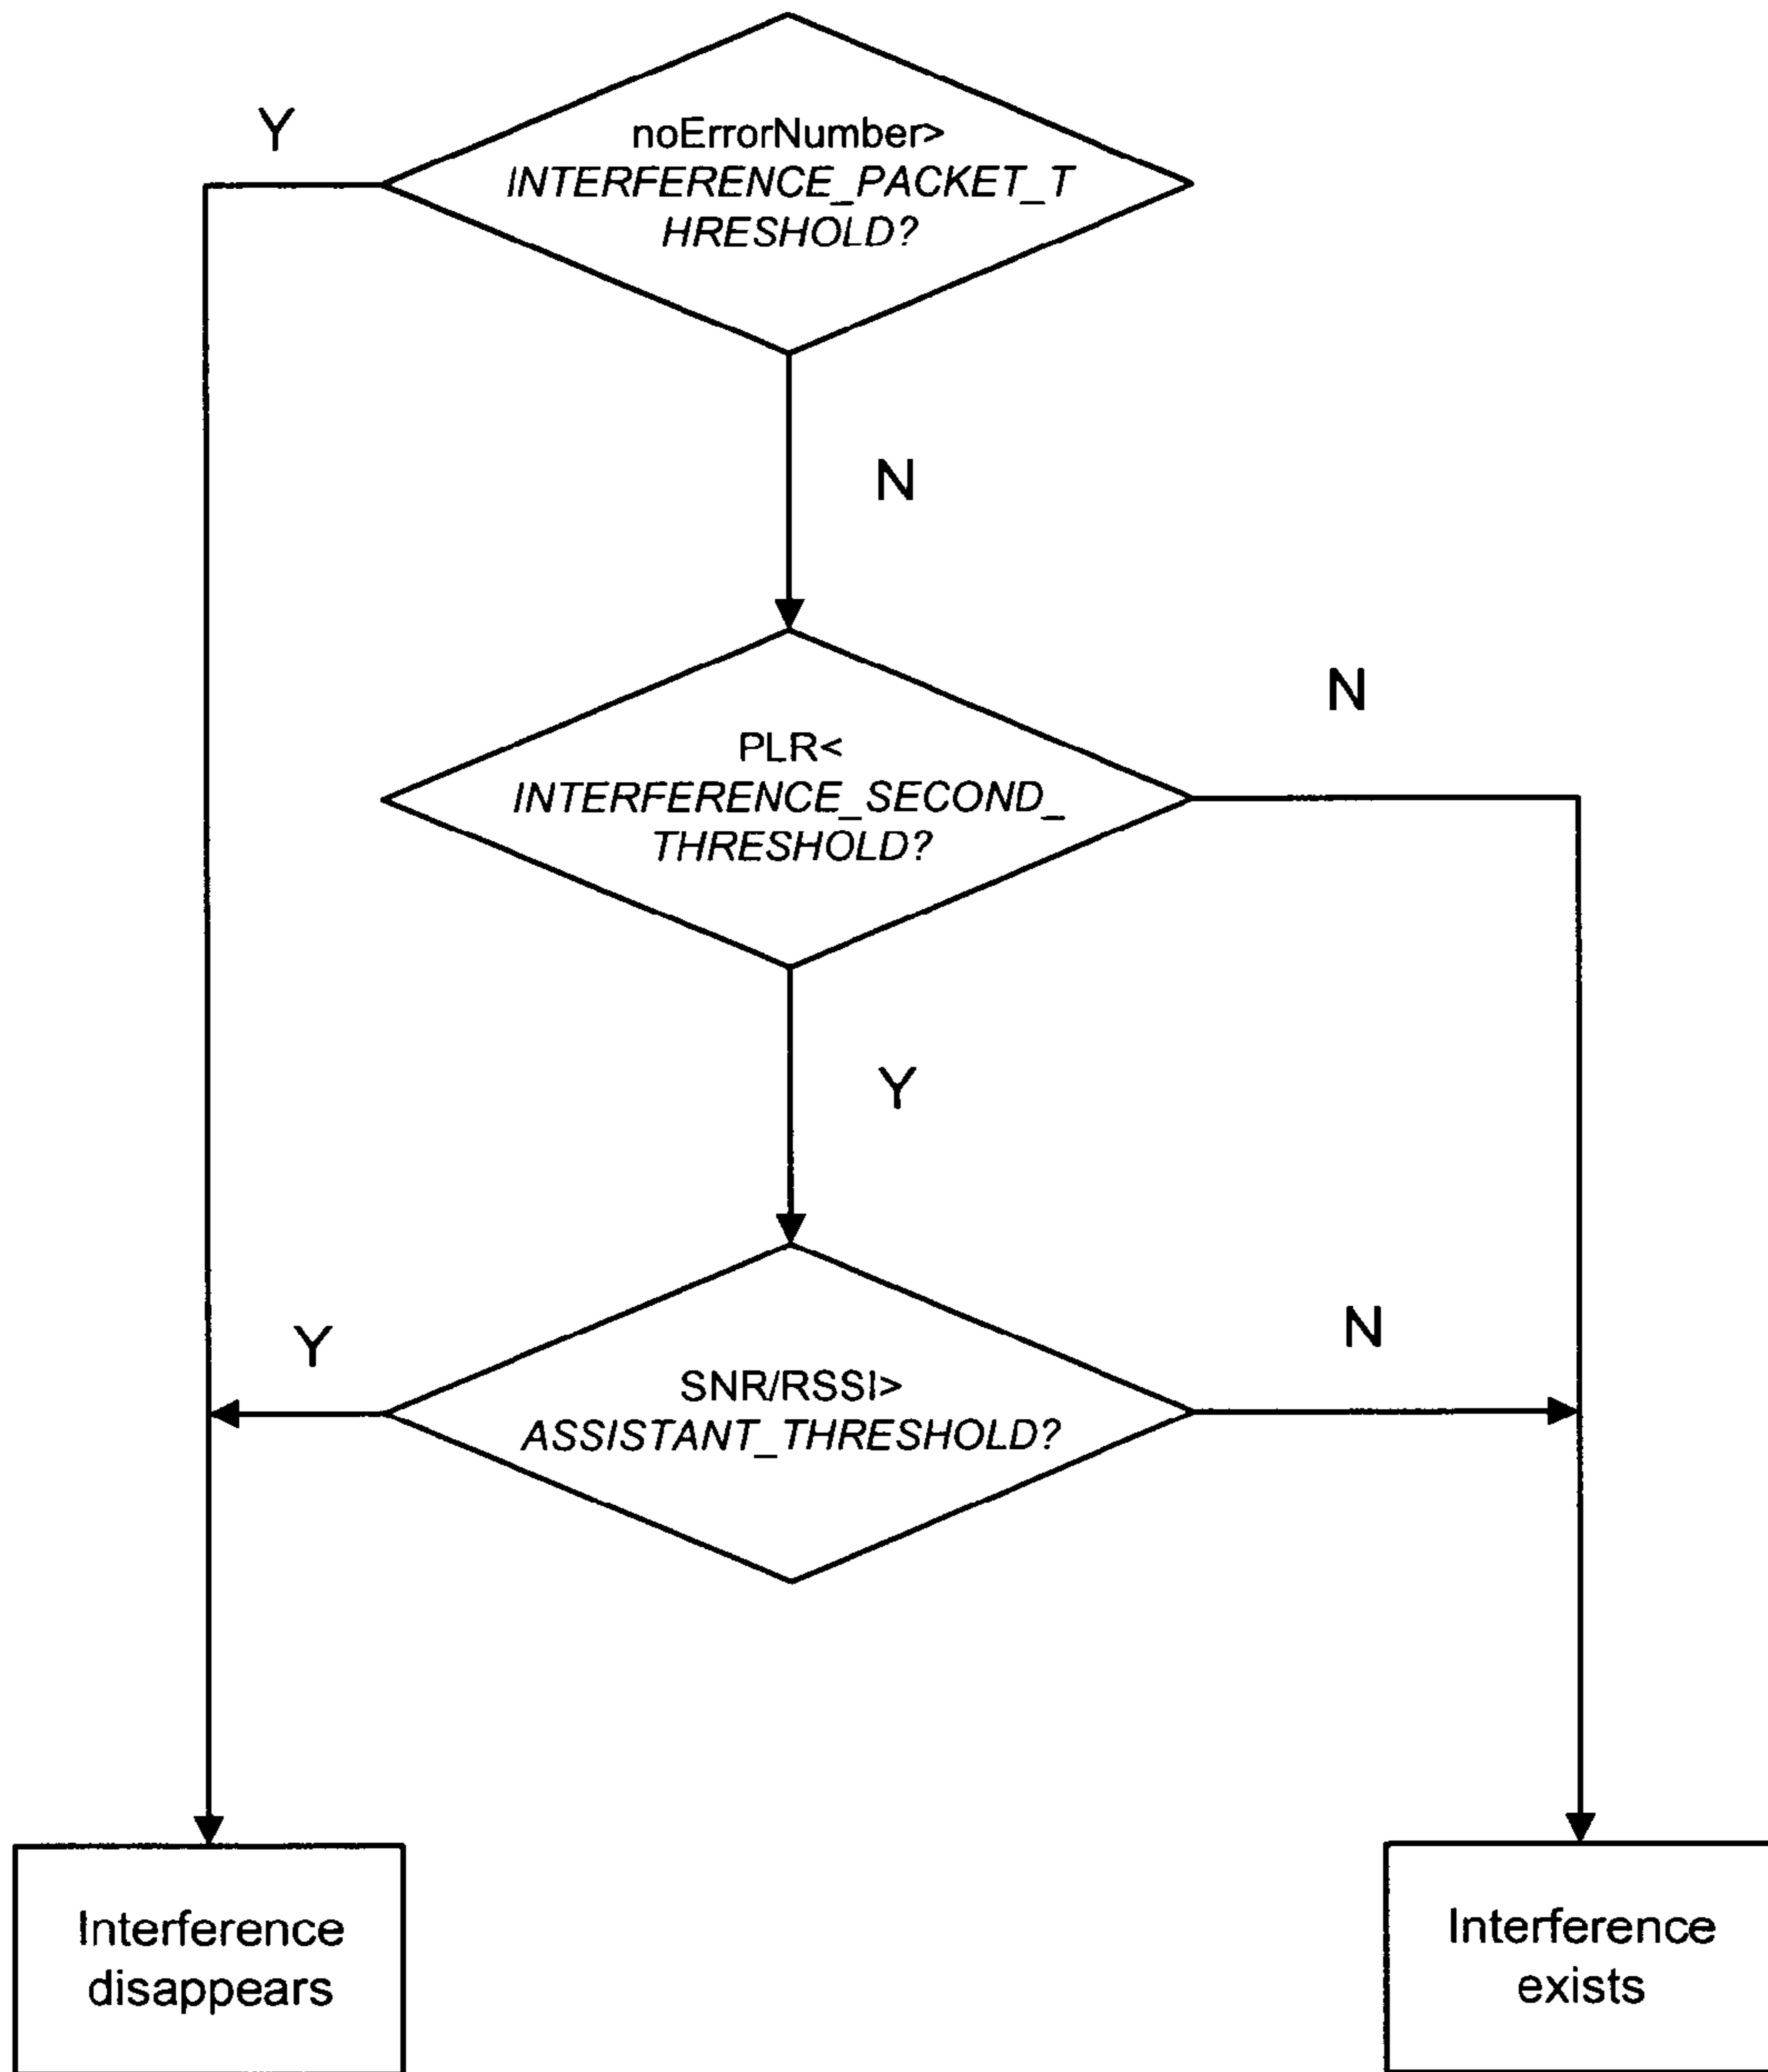 Y
noErrorNumber>
INTERFERENCE_PACKET_T
HRESHOLD?
N
N
PLR<
INTERFERENCE_SECOND_
THRESHOLD?
Y
Y
N
SNR/RSSI>
ASSISTANT_THRESHOLD?
Interference
disappears
Interference
exists